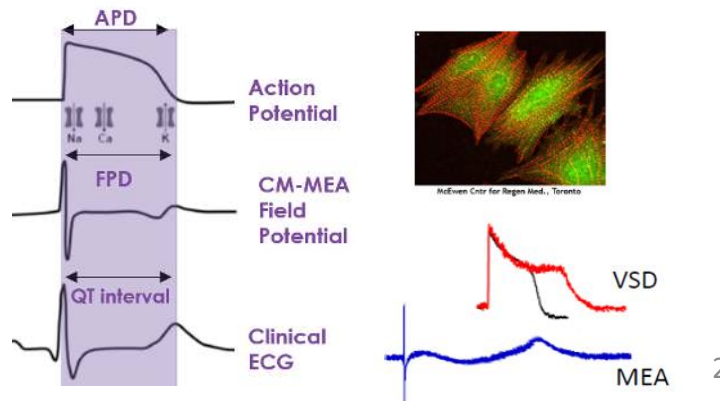 APD
Action
Potential
Na Ca K
FPD
CM-MEA
Field
Potential
QT interval
Clinical
ECG
McEwen Cntr for Regen Med., Toronto
VSD
MEA
2